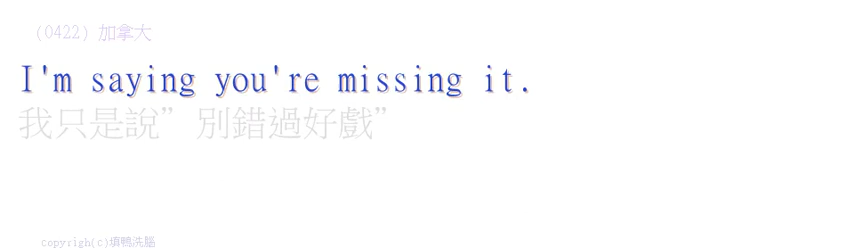 (0422) 加拿大
I'm saying you're missing it.
我只是說”別錯過好戲”
copyrigh(c)填鴨洗腦